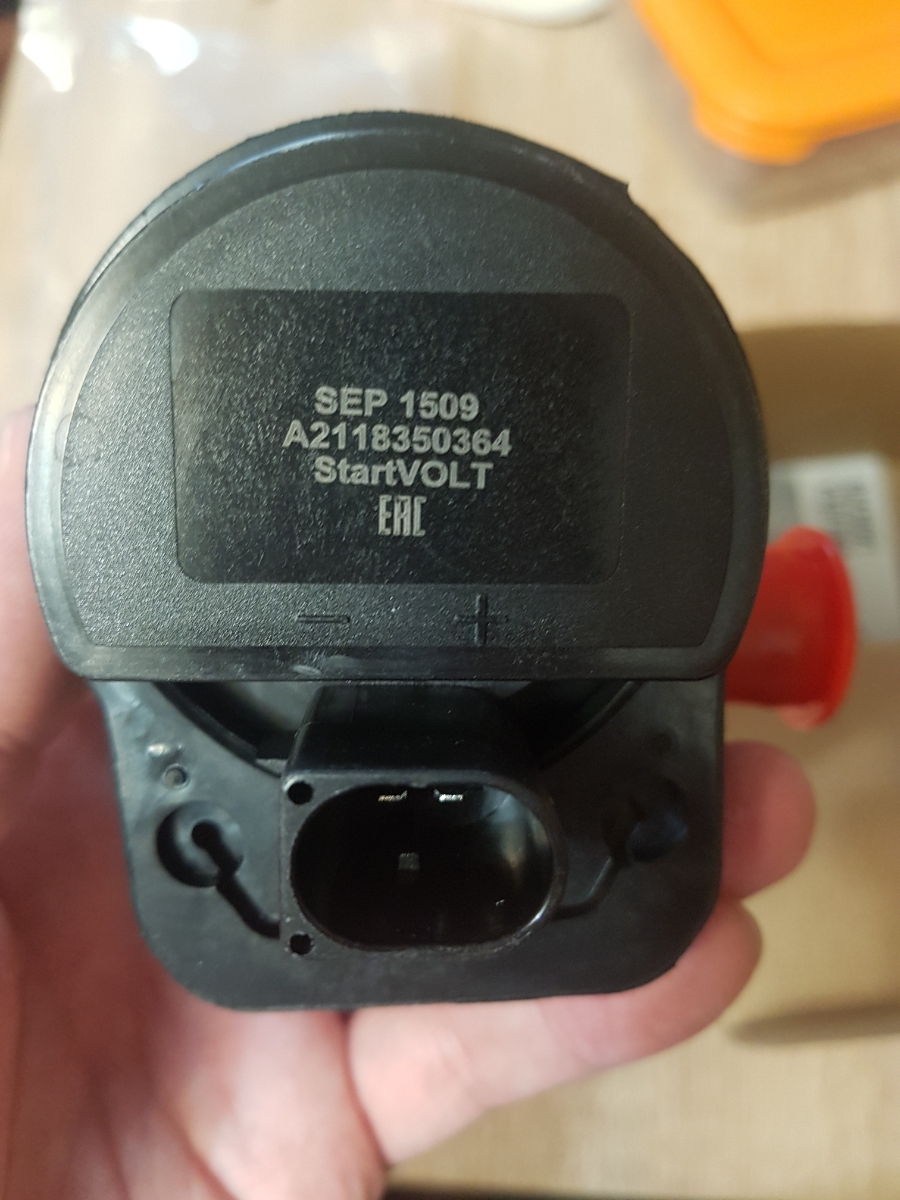 SEP 1509
A2118350364
StartVOLT
EAC
− +